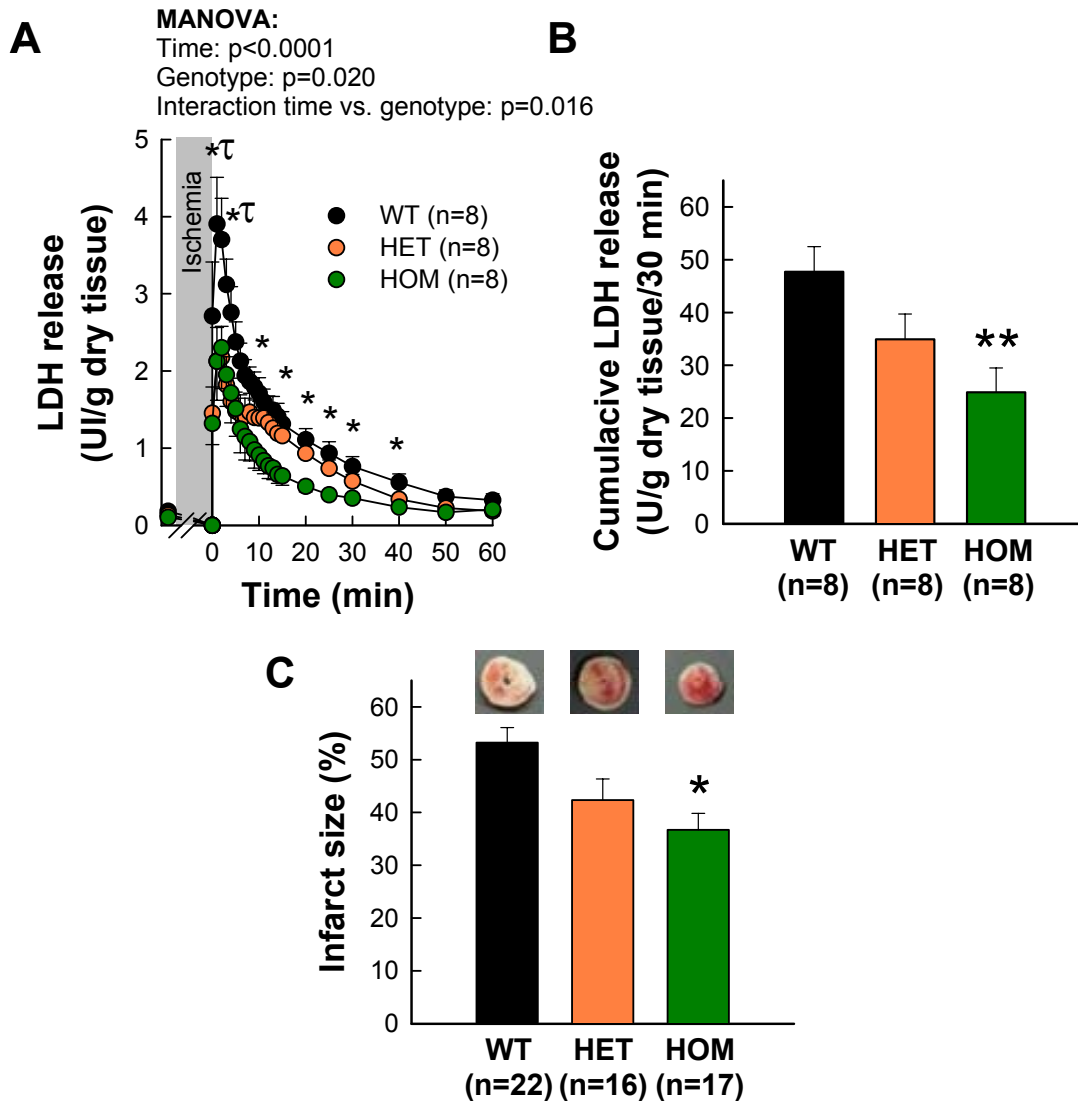 A
MANOVA:
Time: p<0.0001
Genotype: p=0.020
Interaction time vs. genotype: p=0.016
LDH release
(UI/g dry tissue)
5
4
3
2
1
0
Ischemia
*τ
*τ
* * * * * *
WT (n=8)
HET (n=8)
HOM (n=8)
0 10 20 30 40 50 60
Time (min)
B
Cumulacive LDH release
(U/g dry tissue/30 min)
60
50
40
30
20
10
0
**
WT HET HOM
(n=8) (n=8) (n=8)
C
Infarct size (%)
60
50
40
30
20
10
0
*
WT HET HOM
(n=22) (n=16) (n=17)